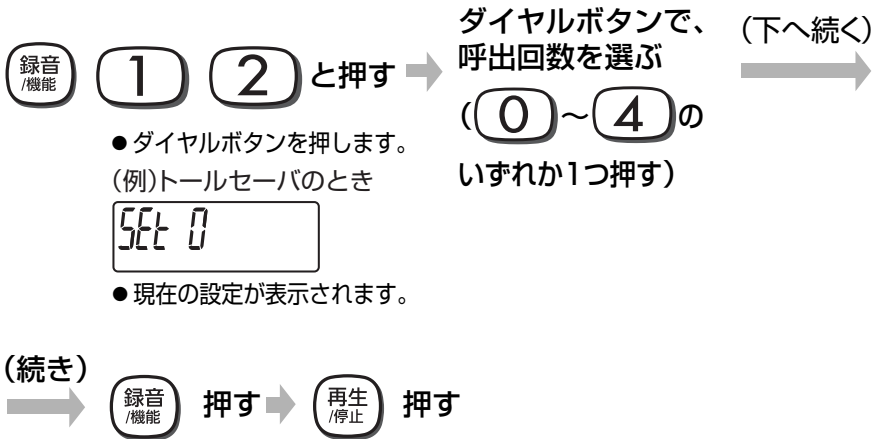 録音
/機能
1
2
と押す
●ダイヤルボタンを押します。
(例)トールセーバのとき
SEt 0
●現在の設定が表示されます。
ダイヤルボタンで、
呼出回数を選ぶ
(0~4の
いずれか1つ押す)
(下へ続く)
(続き)
録音
/機能
押す
再生
/停止
押す